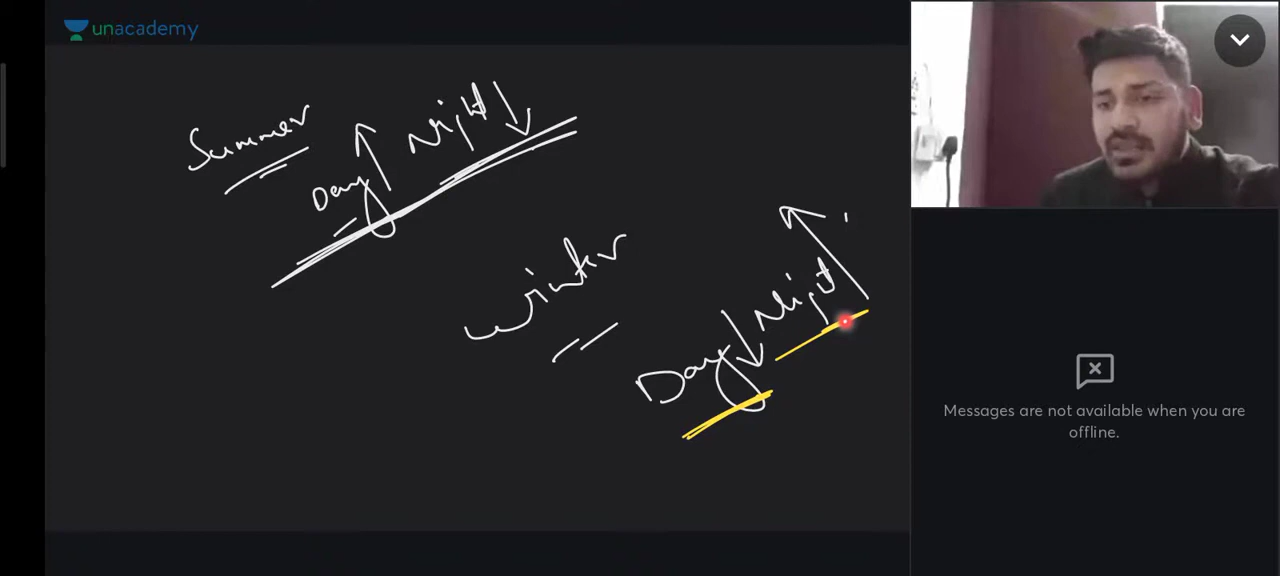 unacademy
Summer
Day Night
Winter
Day Night
Messages are not available when you are
offline.